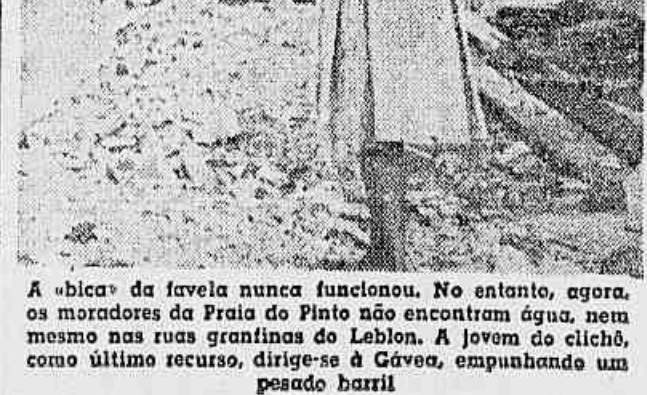 A «bica» da favela nunca funcionou. No entanto, agora,
os moradores da Praia do Pinto não encontram água, nem
mesmo nas ruas granfinas do Leblon. A jovem do clichê,
como último recurso, dirige-se à Gávea, empunhando um
pesado barril